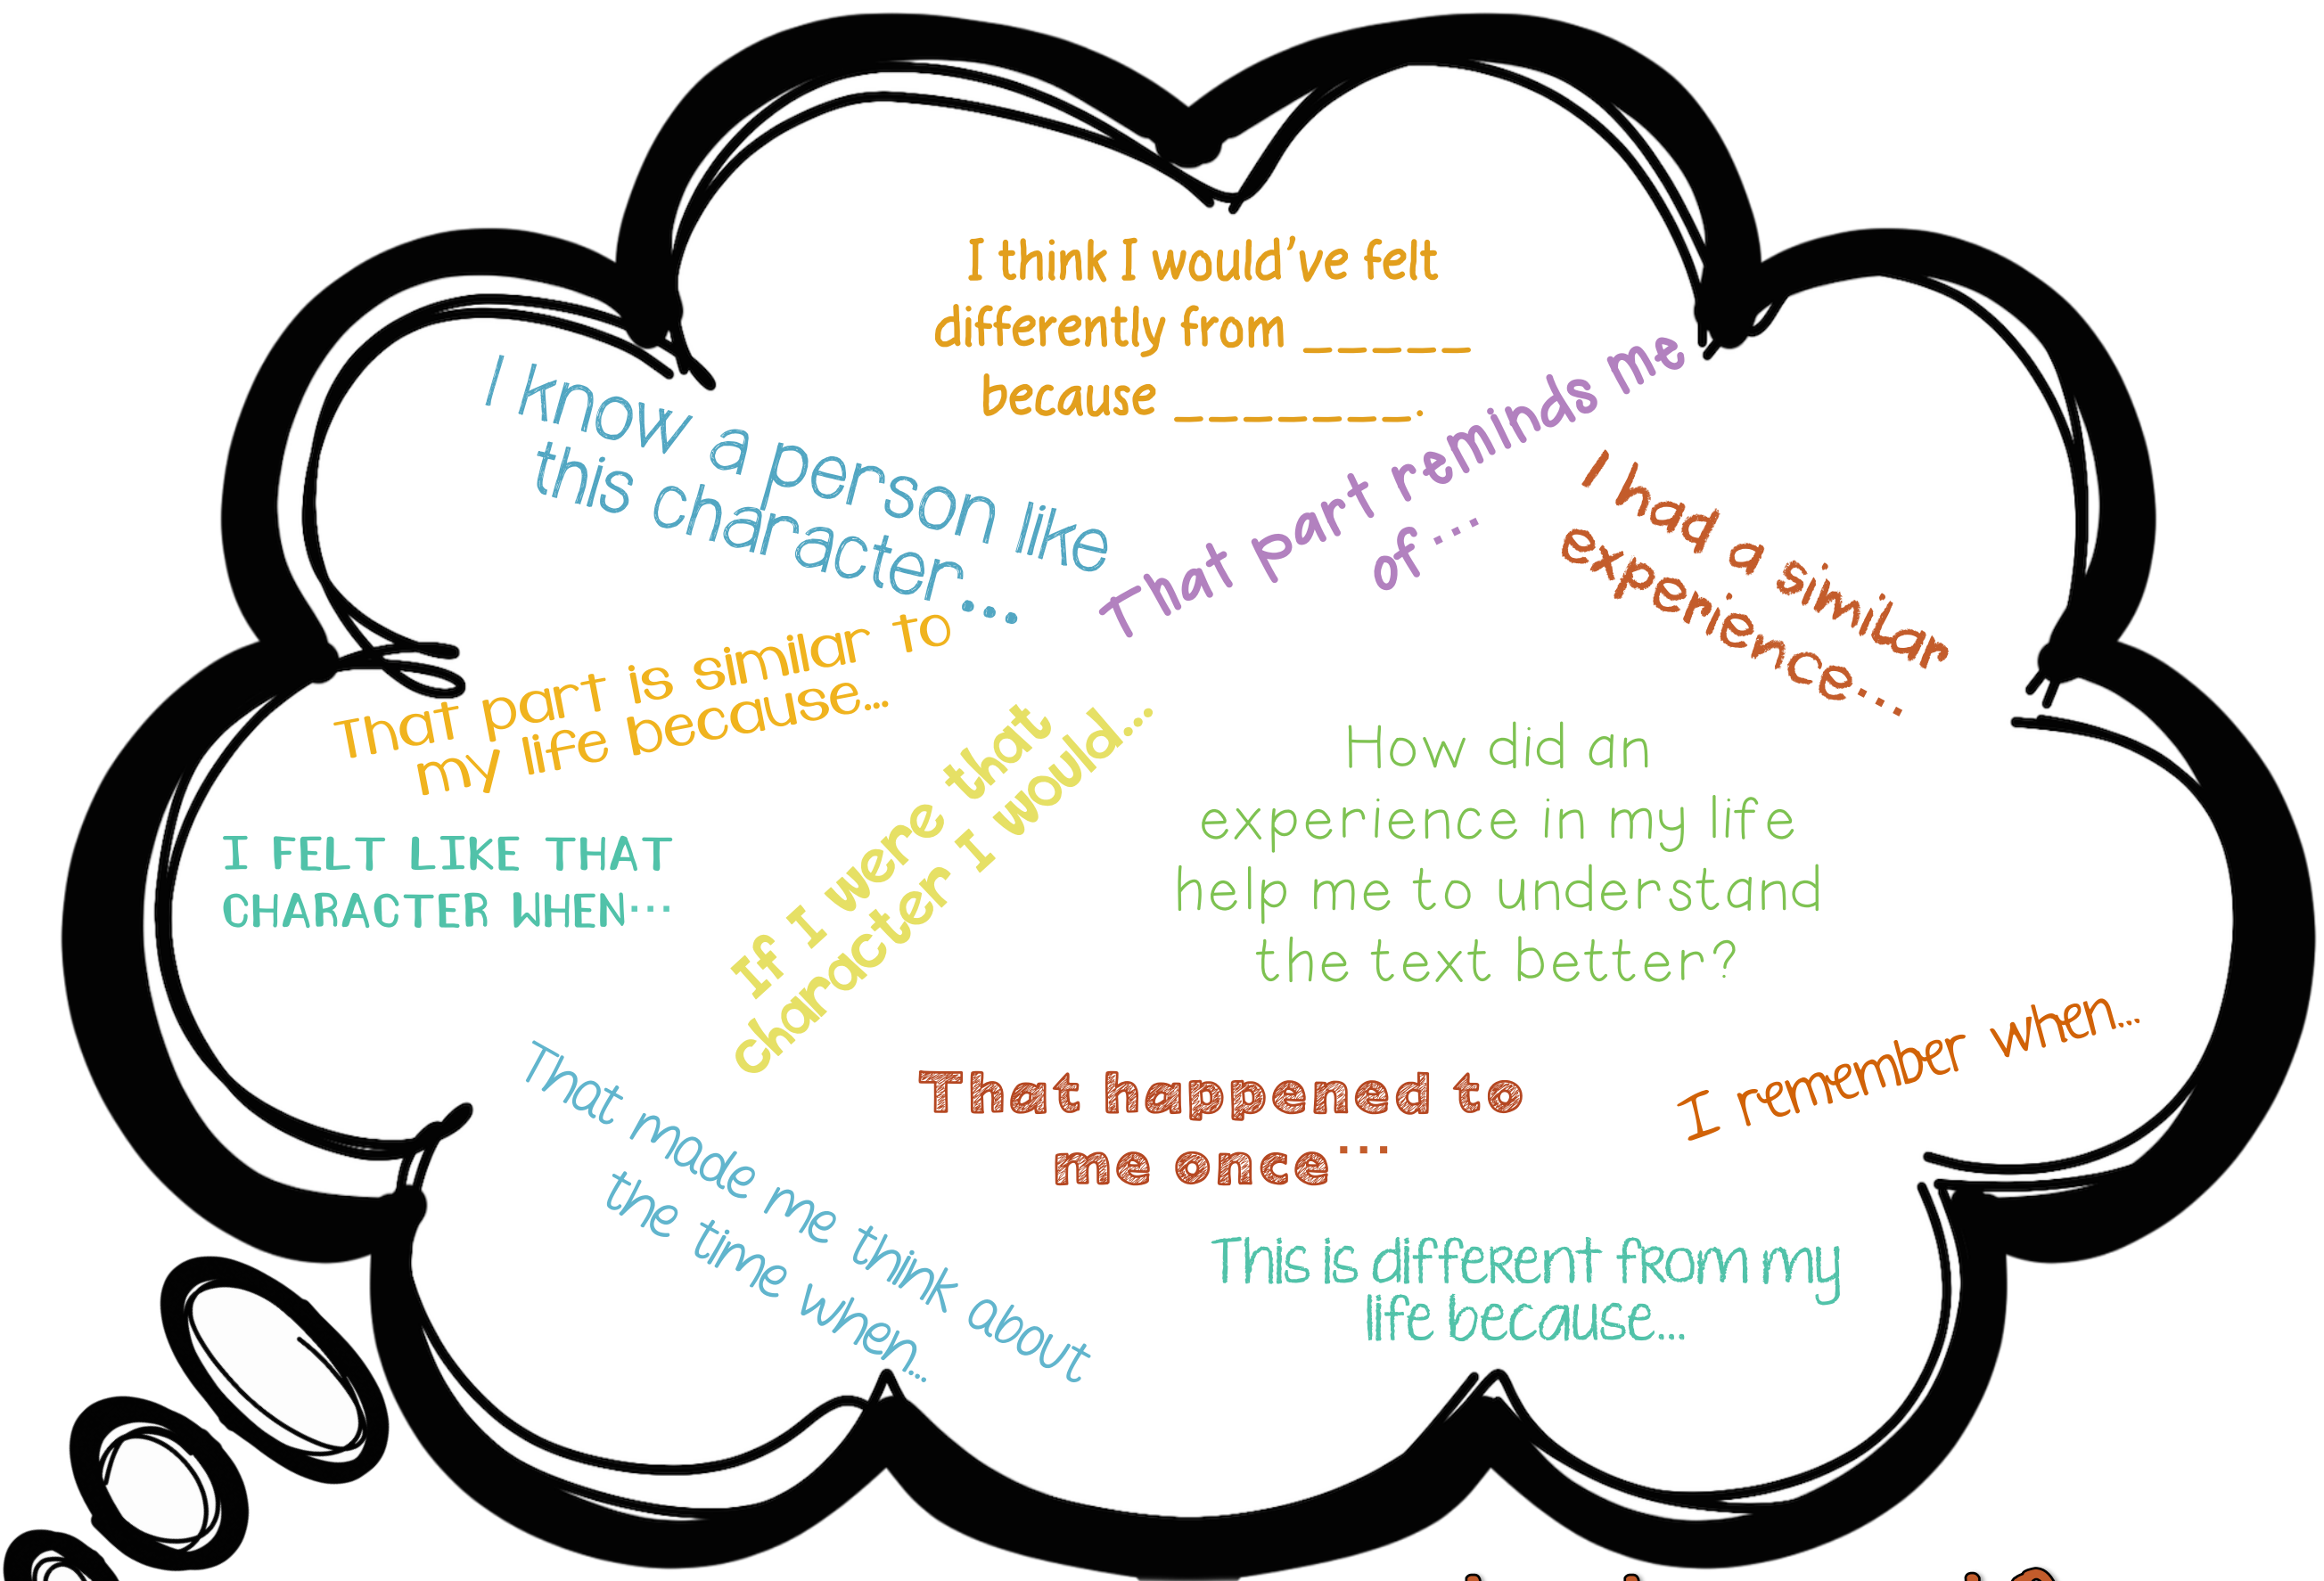 I think I would've felt
differently from _____
because _______.
I know a person like
this character...
That part reminds me
of...
I had a similar
experience...
That part is similar to
my life because...
If I were that
character I would...
How did an
experience in my life
help me to understand
the text better?
I FELT LIKE THAT
CHARACTER WHEN...
I remember when...
That made me think about
the time when...
That happened to
me once...
This is different from my
life because...